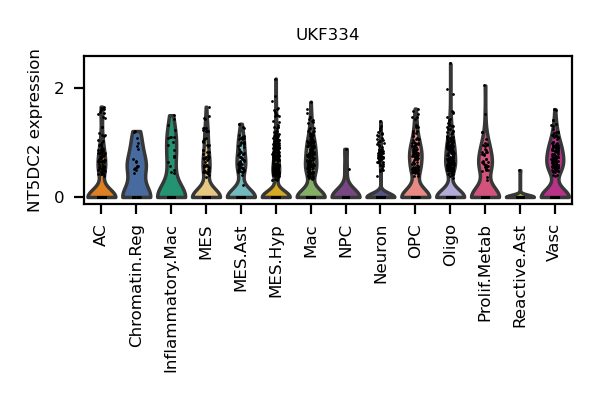 UKF334
NT5DC2 expression
2
0
AC
Chromatin.Reg
Inflammatory.Mac
MES
MES.Ast
MES.Hyp
Mac
NPC
Neuron
OPC
Oligo
Prolif.Metab
Reactive.Ast
Vasc